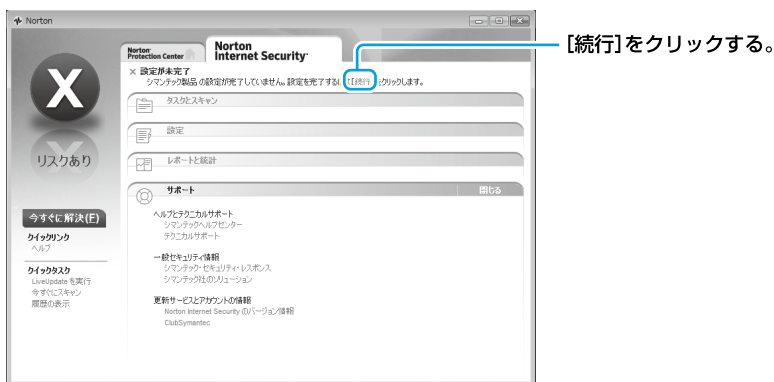 Norton
Norton Protection Center
Norton Internet Security
[続行]をクリックする。
× 設定が未完了
シマンテック製品 の設定が完了していません。設定を完了する [続行 クリックします。
タスクとスキャン
設定
レポートと統計
サポート 閉じる
X
リスクあり
今すぐに解決(F)
クイックリンク
ヘルプ
クイックタスク
LiveUpdate を実行
今すぐにスキャン
履歴の表示
ヘルプとテクニカルサポート
シマンテックヘルプセンター
テクニカルサポート
一般セキュリティ情報
シマンテック・セキュリティ・レスポンス
シマンテック社のソリューション
更新サービスとアカウントの情報
Norton Internet Security のバージョン情報
ClubSymantec